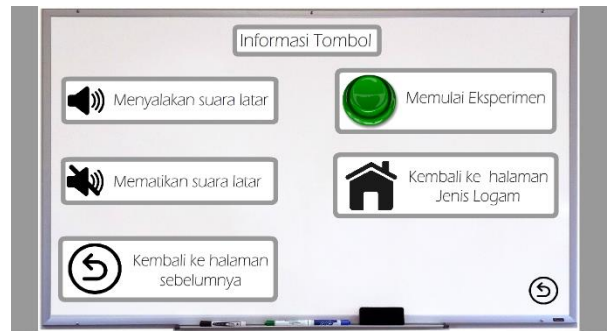 Informasi Tombol
Menyalakan suara latar
Memulai Eksperimen
Mematikan suara latar
Kembali ke halaman
Jenis Logam
Kembali ke halaman
sebelumnya